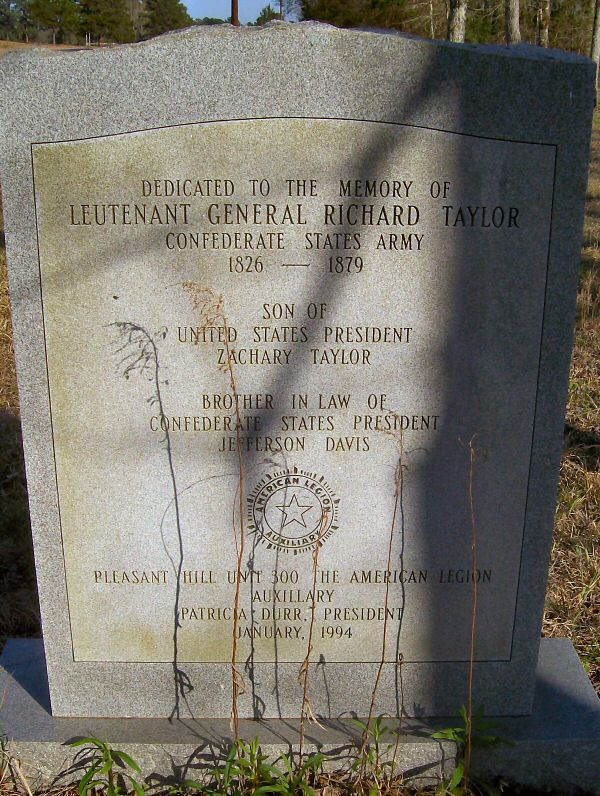 DEDICATED TO THE MEMORY OF
LEUTENANT GENERAL RICHARD TAYLOR
CONFEDERATE STATES ARMY
1826 — 1879
SON OF
UNITED STATES PRESIDENT
ZACHARY TAYLOR
BROTHER IN LAW OF
CONFEDERATE STATES PRESIDENT
JEFFERSON DAVIS
AMERICAN LEGION
AUXILIARY
PLEASANT HILL UNIT 300 THE AMERICAN LEGION
AUXILLARY
PATRICIA DURR, PRESIDENT
JANUARY, 1994